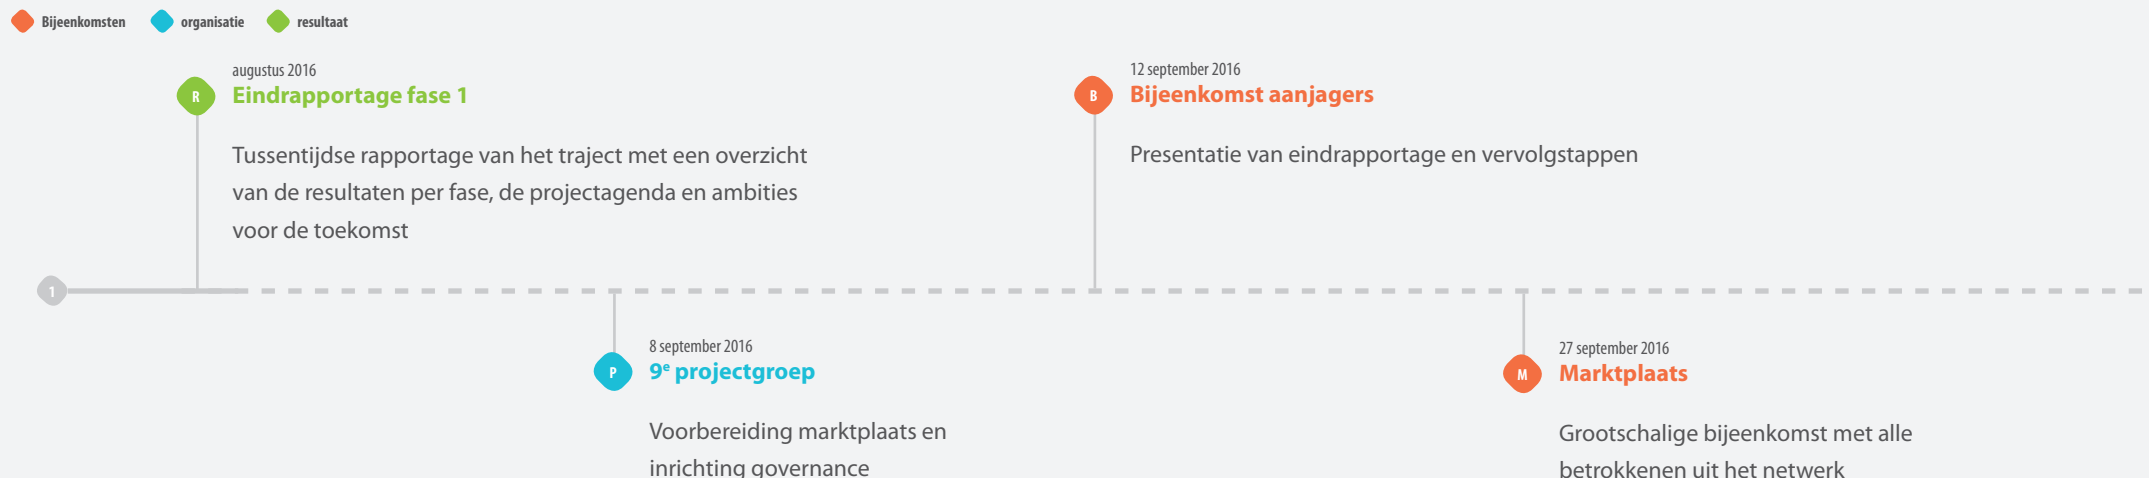 Bijeenkomsten organisatie resultaat
augustus 2016
R Eindrapportage fase 1
Tussentijdse rapportage van het traject met een overzicht
van de resultaten per fase, de projectagenda en ambities
voor de toekomst
12 september 2016
B Bijeenkomst aanjagers
Presentatie van eindrapportage en vervolgstappen
1
8 september 2016
P 9e projectgroep
Voorbereiding marktplaats en
inrichting governance
27 september 2016
M Marktplaats
Grootschalige bijeenkomst met alle
betrokkenen uit het netwerk